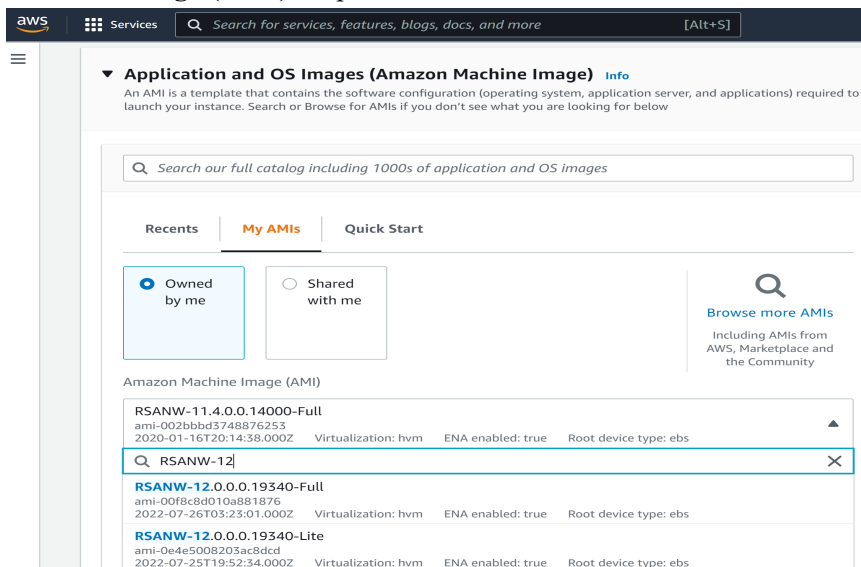 aws
Services
Search for services, features, blogs, docs, and more
[Alt+S]
Application and OS Images (Amazon Machine Image) Info
An AMI is a template that contains the software configuration (operating system, application server, and applications) required to
launch your instance. Search or Browse for AMIs if you don't see what you are looking for below
Search our full catalog including 1000s of application and OS images
Recents
My AMIs
Quick Start
Owned
by me
Shared
with me
Browse more AMIs
Including AMIs from
AWS, Marketplace and
the Community
Amazon Machine Image (AMI)
RSANW-11.4.0.0.14000-Full
ami-002bbbd3748876253
2020-01-16T20:14:38.000Z Virtualization: hvm ENA enabled: true Root device type: ebs
RSANW-12
RSANW-12.0.0.0.19340-Full
ami-00f8c8d010a881876
2022-07-26T03:23:01.000Z Virtualization: hvm ENA enabled: true Root device type: ebs
RSANW-12.0.0.0.19340-Lite
ami-0e4e5008203ac8dcd
2022-07-25T19:52:34.000Z Virtualization: hvm ENA enabled: true Root device type: ebs